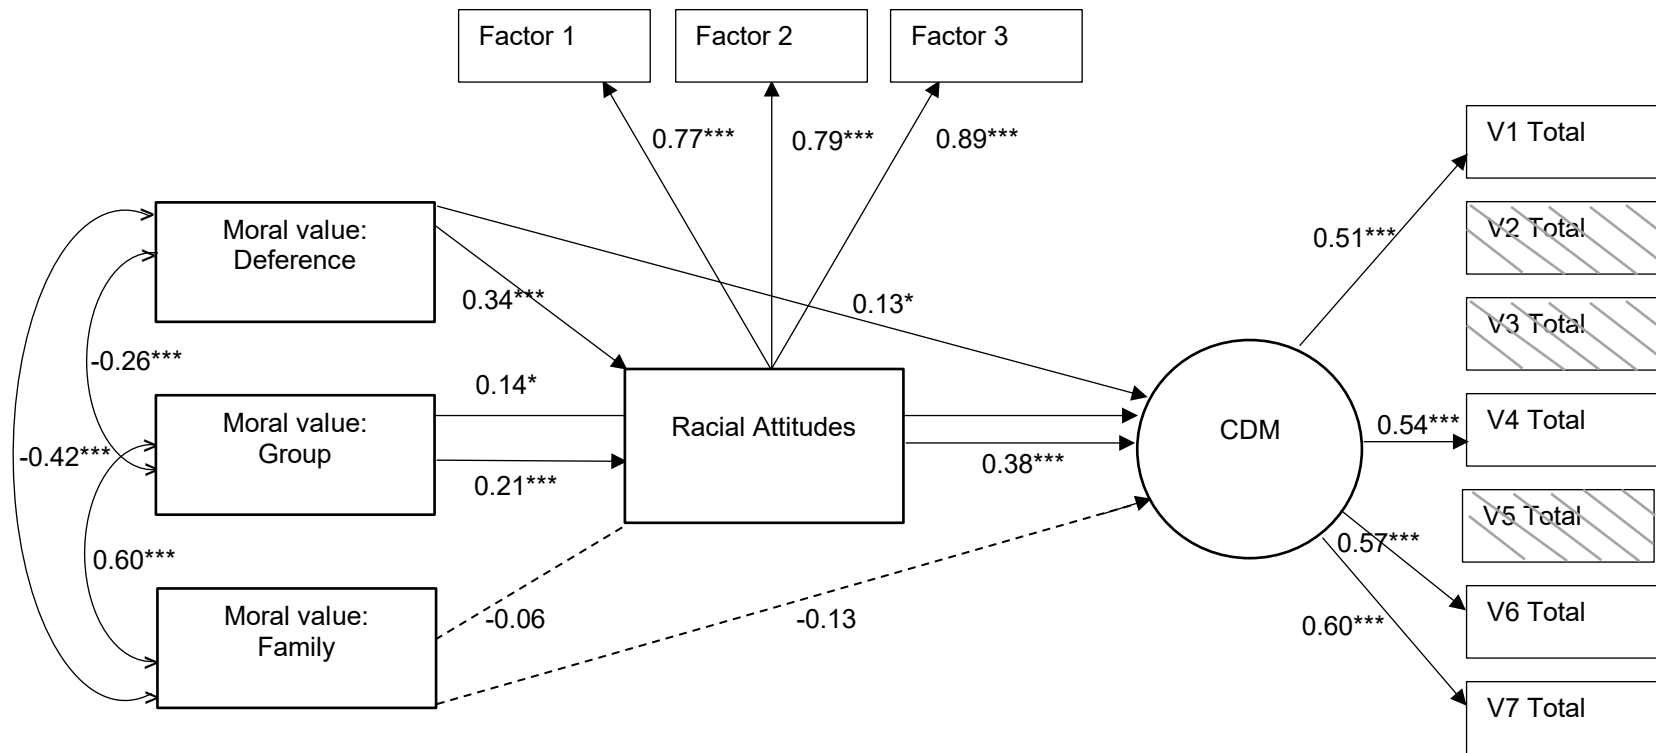 Factor 1
Factor 2
Factor 3
0.77***
0.79***
0.89***
V1 Total
Moral value:
Deference
V2 Total
0.51***
0.34***
0.13*
V3 Total
-0.26***
0.14*
Moral value:
Group
Racial Attitudes
CDM
0.54***
V4 Total
-0.42***
0.38***
0.21***
V5 Total
0.57***
0.60***
Moral value:
Family
-0.06
-0.13
V6 Total
0.60***
V7 Total